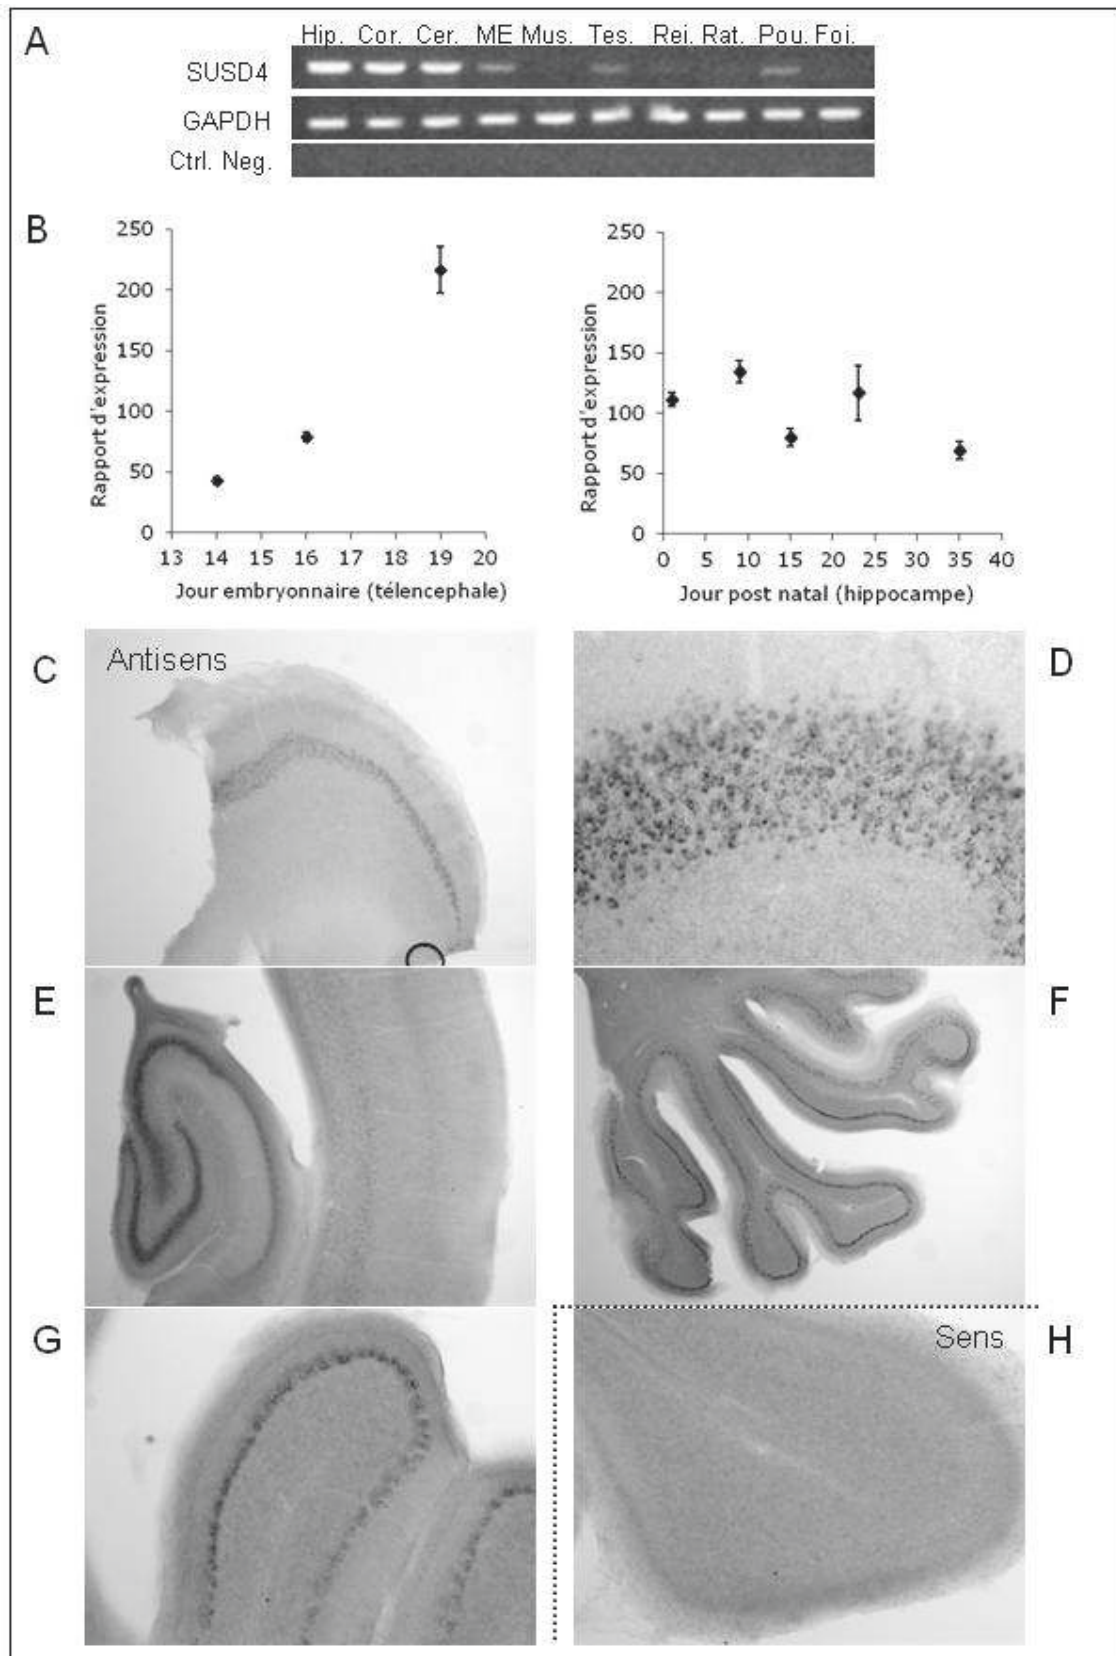 A
Hip. Cor. Cer. ME Mus. Tes. Rei. Rat. Pou. Foi.
SUSD4
GAPDH
Ctrl. Neg.
B
250
200
150
100
50
0
13 14 15 16 17 18 19 20
Rapport d'expression
Jour embryonnaire (télencephale)
250
200
150
100
50
0
0 5 10 15 20 25 30 35 40
Rapport d'expression
Jour post natal (hippocampe)
C
Antisens
D
E
F
G
Sens
H